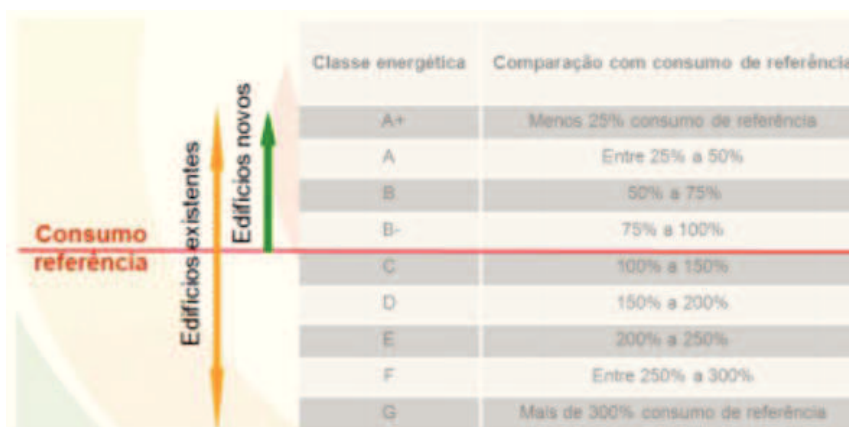 Classe energética Comparação com consumo de referência
A+ Menos 25% consumo de referência
A Entre 25% a 50%
B 50% a 75%
B- 75% a 100%
C 100% a 150%
D 150% a 200%
E 200% a 250%
F Entre 250% a 300%
G Mais de 300% consumo de referência
Consumo
referência
Edifícios existentes
Edifícios novos